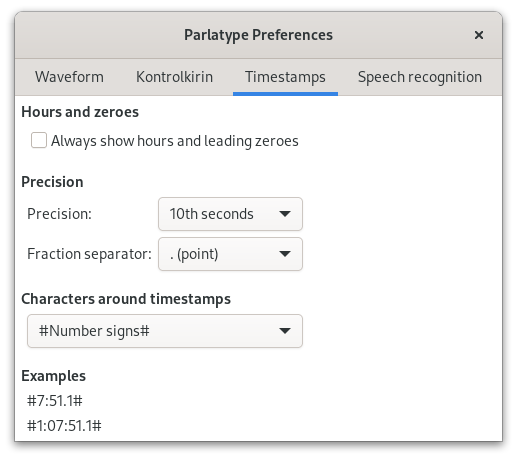 Parlatype Preferences
Waveform Kontrolkirin Timestamps Speech recognition
Hours and zeroes
Always show hours and leading zeroes
Precision
Precision: 10th seconds
Fraction separator: . (point)
Characters around timestamps
#Number signs#
Examples
#7:51.1#
#1:07:51.1#